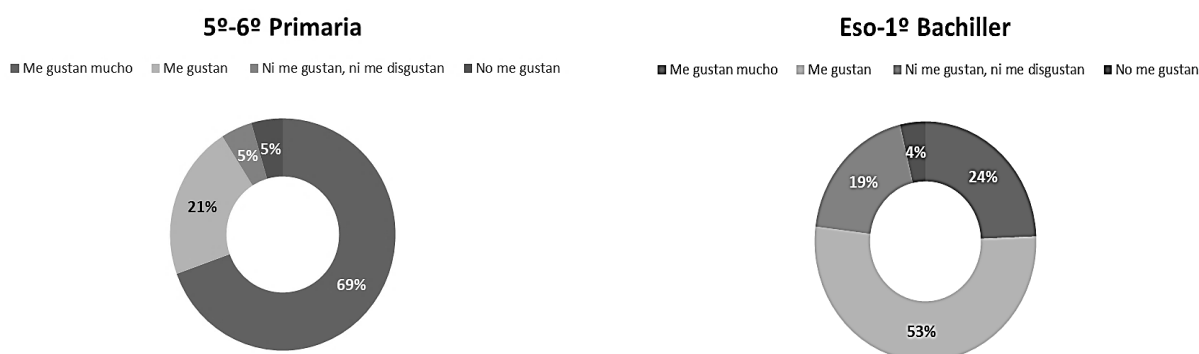 5º-6º Primaria
Me gustan mucho Me gustan Ni me gustan, ni me disgustan No me gustan
5%
5%
21%
69%
Eso-1º Bachiller
Me gustan mucho Me gustan Ni me gustan, ni me disgustan No me gustan
4%
24%
19%
53%